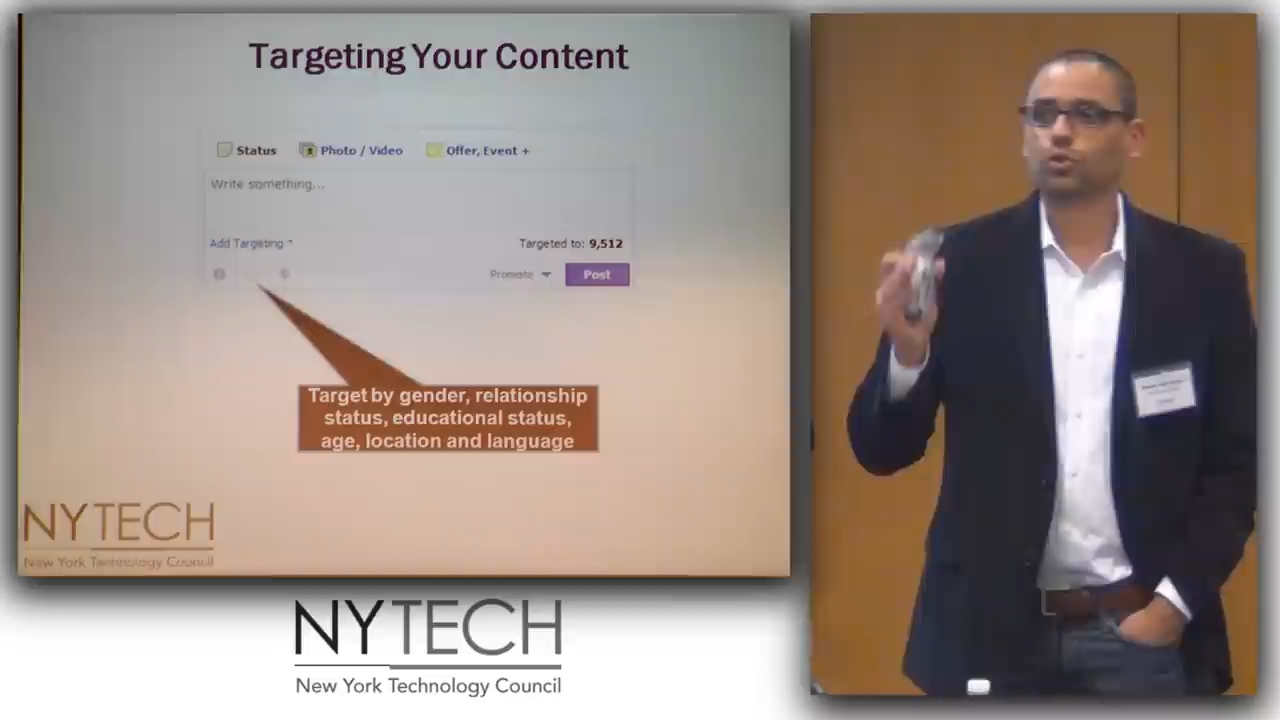 Targeting Your Content
Status Photo / Video Offer, Event +
Write something...
Add Targeting Targeted to: 9,512
Promote Post
Target by gender, relationship
status, educational status,
age, location and language
NYTECH
New York Technology Council
NYTECH
New York Technology Council